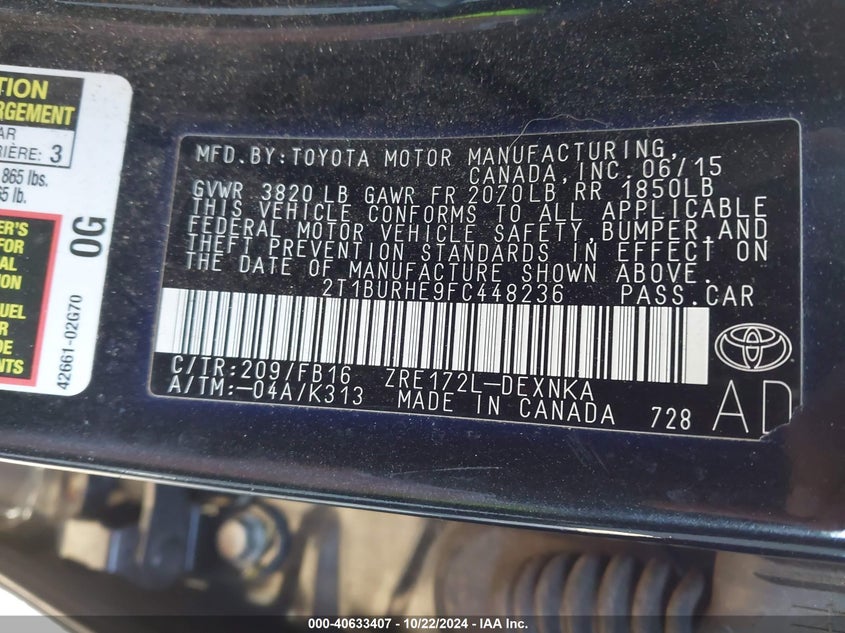 TION
RGEMENT
AR
RIÈRE: 3
865 lbs.
5 lb.
ER'S
FOR
AL
TION
UEL
R
DE
ENTS
0G
42661-02G70
MFD.BY:TOYOTA MOTOR MANUFACTURING,
CANADA,INC.06/15
GVWR 3820 LB GAWR FR 2070LB RR 1850LB
THIS VEHICLE CONFORMS TO ALL APPLICABLE
FEDERAL MOTOR VEHICLE SAFETY,BUMPER,AND
THEFT PREVENTION STANDARDS IN EFFECT ON
THE DATE OF MANUFACTURE SHOWN ABOVE.
2T1BURHE9FC448236 PASS.CAR
C/TR:209/FB16 ZRE172L-DEXNKA
A/TM:-04A/K313 MADE IN CANADA 728
AD
000-40633407 - 10/22/2024 - IAA Inc.